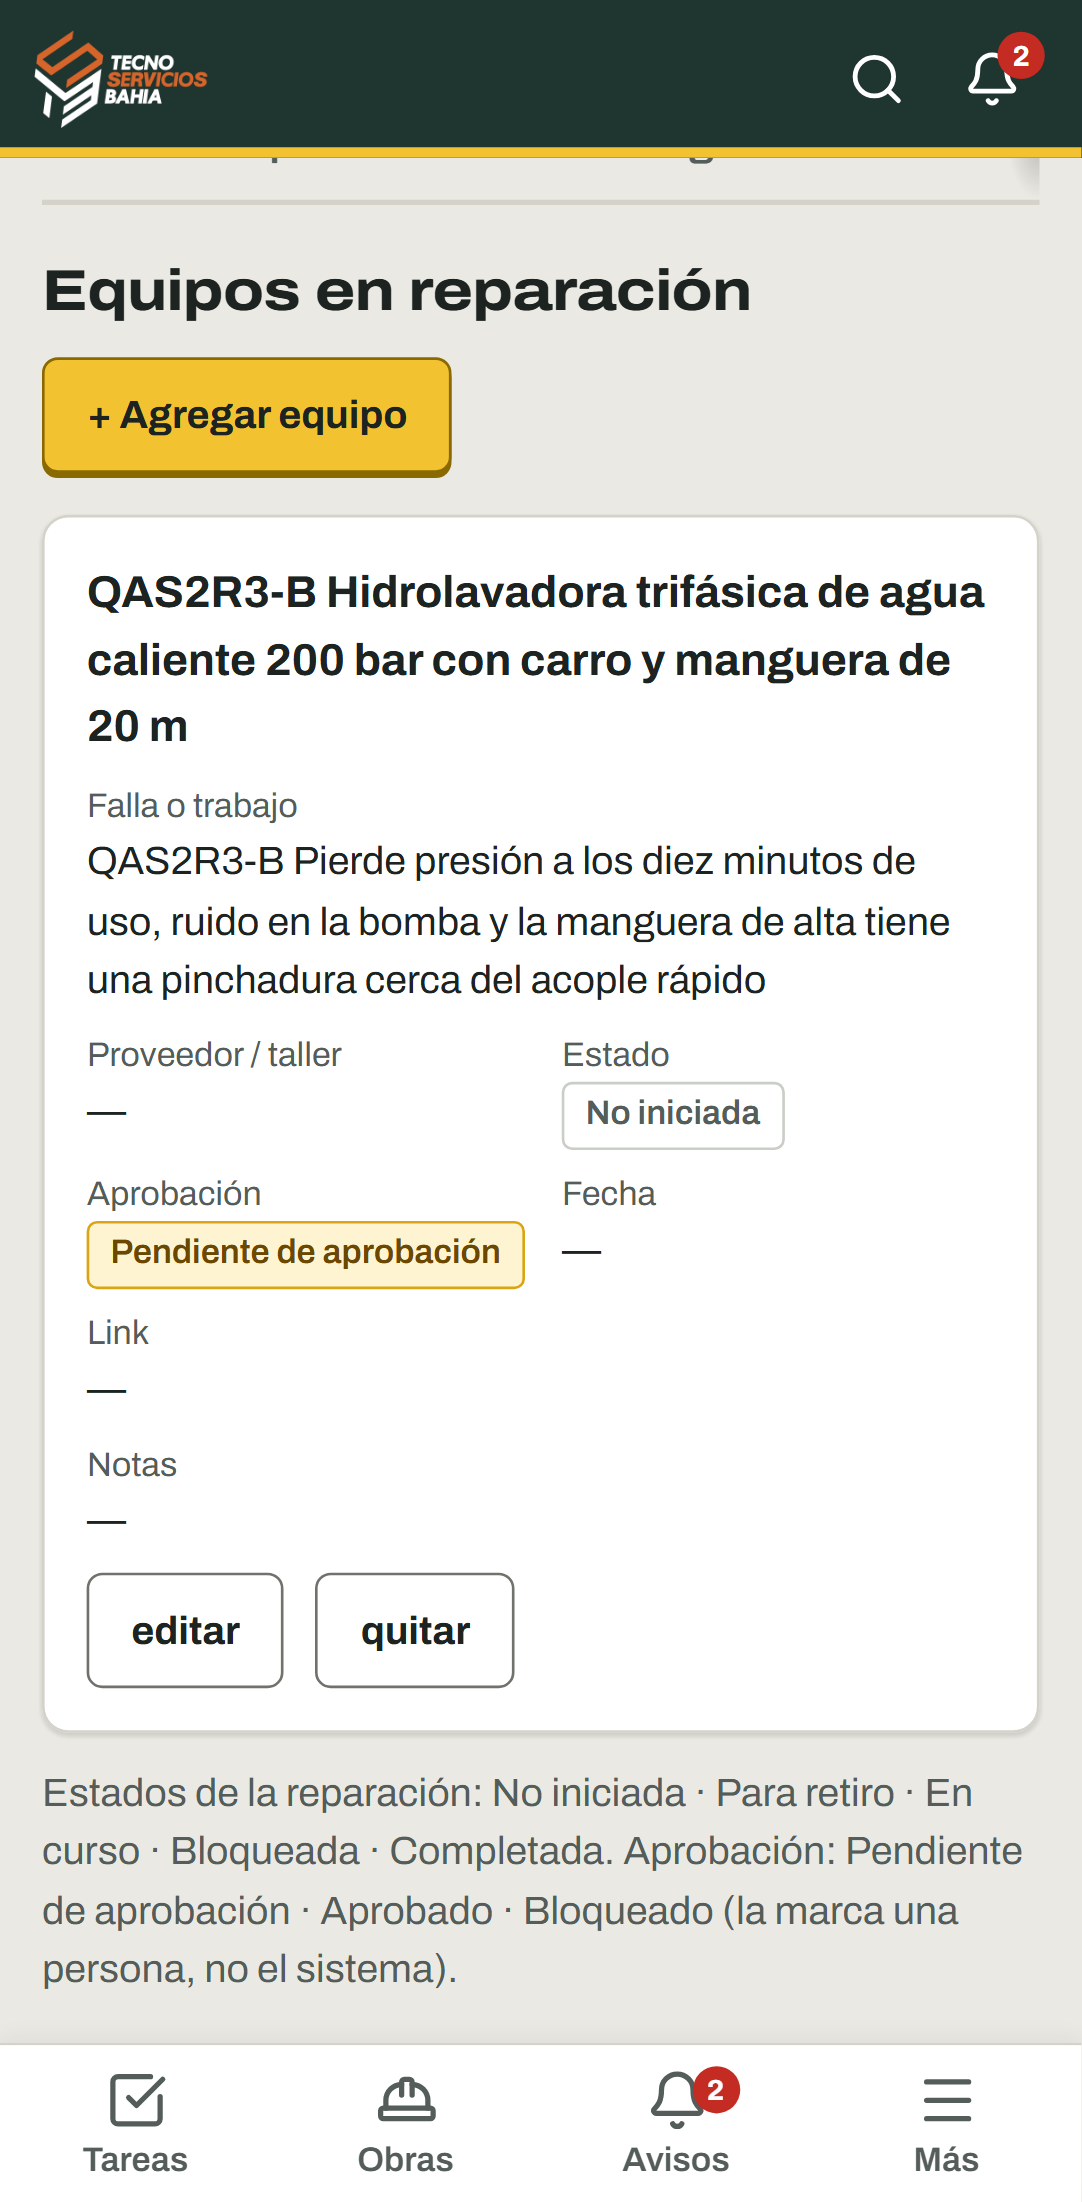 TECNO
SERVICIOS
BAHIA
2
Equipos en reparación
+ Agregar equipo
QAS2R3-B Hidrolavadora trifásica de agua
caliente 200 bar con carro y manguera de
20 m
Falla o trabajo
QAS2R3-B Pierde presión a los diez minutos de
uso, ruido en la bomba y la manguera de alta tiene
una pinchadura cerca del acople rápido
Proveedor / taller
—
Estado
No iniciada
Aprobación
Pendiente de aprobación
Fecha
—
Link
—
Notas
—
editar
quitar
Estados de la reparación: No iniciada · Para retiro · En
curso · Bloqueada · Completada. Aprobación: Pendiente
de aprobación · Aprobado · Bloqueado (la marca una
persona, no el sistema).
Tareas
Obras
2
Avisos
Más